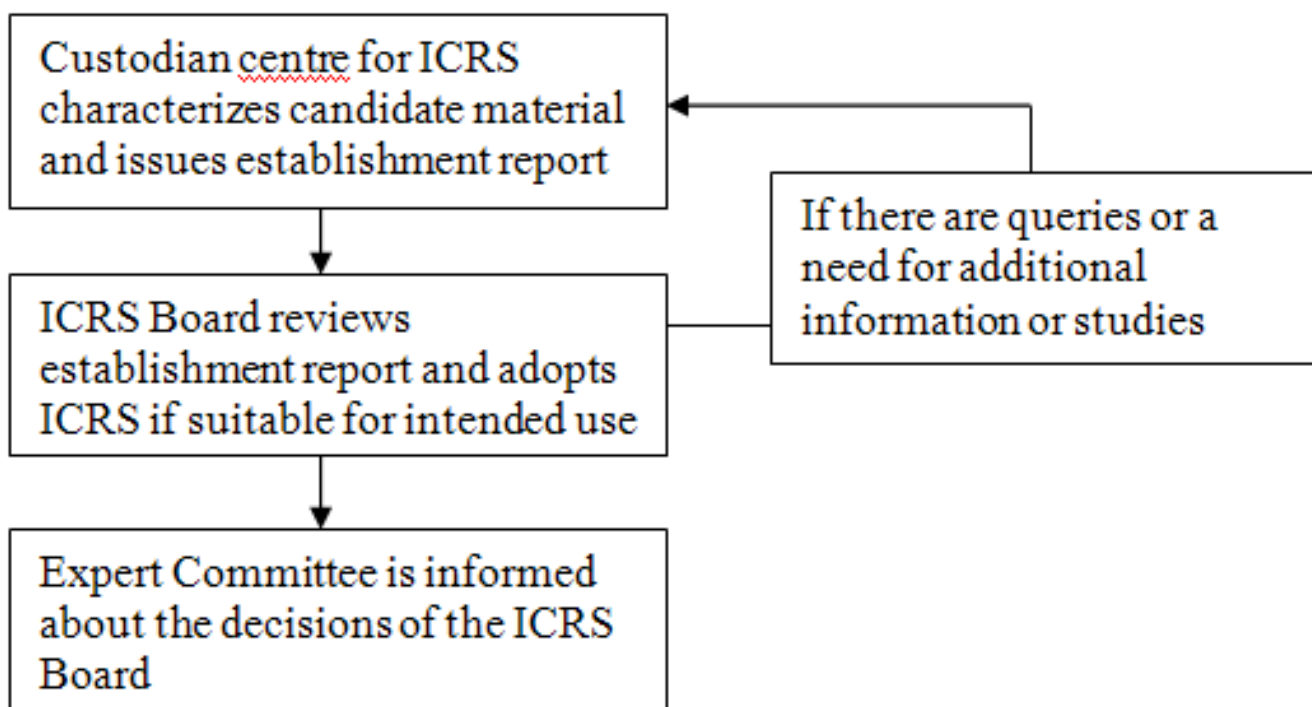 Custodian centre for ICRS
characterizes candidate material
and issues establishment report
If there are queries or a
need for additional
information or studies
ICRS Board reviews
establishment report and adopts
ICRS if suitable for intended use
Expert Committee is informed
about the decisions of the ICRS
Board